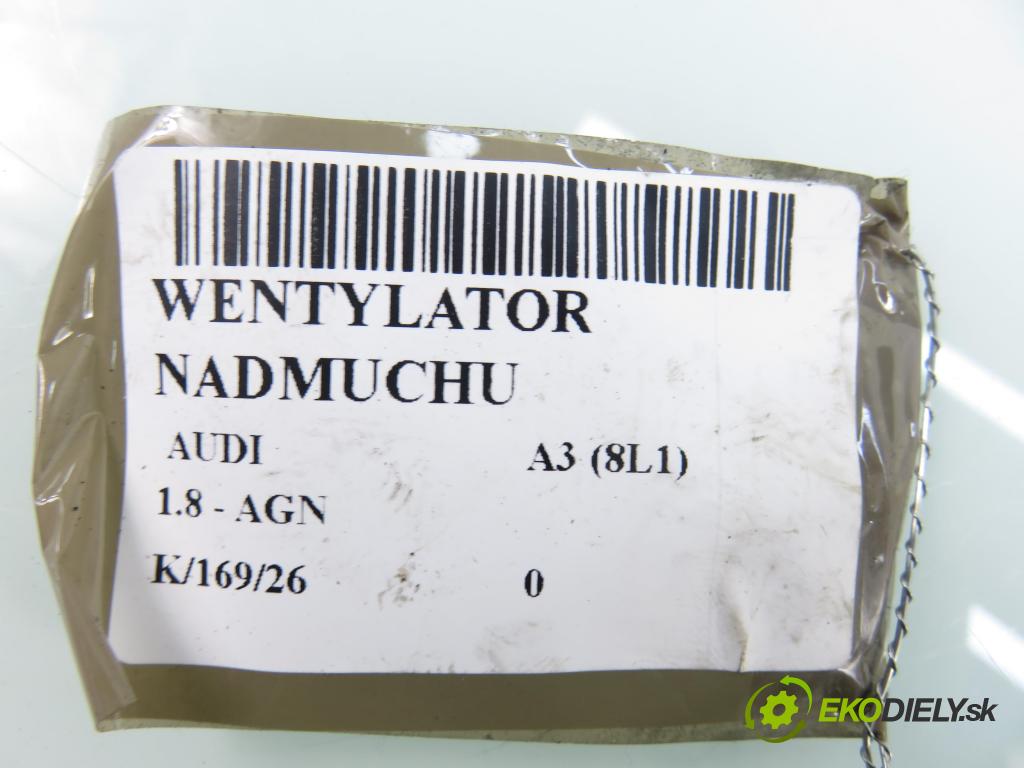 WENTYLATOR
NADMUCHU
AUDI A3 (8L1)
1.8 - AGN
K/169/26 0
EKODIELY.sk